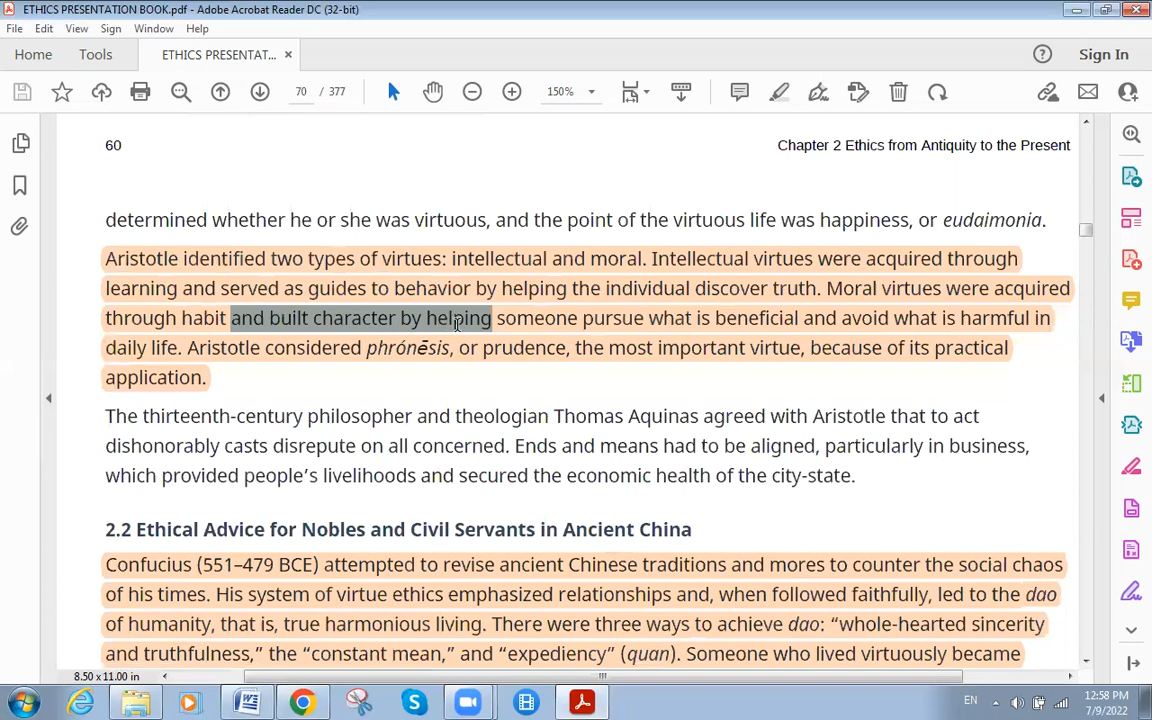 ETHICS PRESENTATION BOOK.pdf - Adobe Acrobat Reader DC (32-bit)
File Edit View Sign Window Help
Home Tools ETHICS PRESENTAT... × Sign In
70 / 377 150%
60 Chapter 2 Ethics from Antiquity to the Present
determined whether he or she was virtuous, and the point of the virtuous life was happiness, or eudaimonia.
Aristotle identified two types of virtues: intellectual and moral. Intellectual virtues were acquired through
learning and served as guides to behavior by helping the individual discover truth. Moral virtues were acquired
through habit and built character by helping someone pursue what is beneficial and avoid what is harmful in
daily life. Aristotle considered phrónēsis, or prudence, the most important virtue, because of its practical
application.
The thirteenth-century philosopher and theologian Thomas Aquinas agreed with Aristotle that to act
dishonorably casts disrepute on all concerned. Ends and means had to be aligned, particularly in business,
which provided people’s livelihoods and secured the economic health of the city-state.
2.2 Ethical Advice for Nobles and Civil Servants in Ancient China
Confucius (551–479 BCE) attempted to revise ancient Chinese traditions and mores to counter the social chaos
of his times. His system of virtue ethics emphasized relationships and, when followed faithfully, led to the dao
of humanity, that is, true harmonious living. There were three ways to achieve dao: “whole-hearted sincerity
and truthfulness,” the “constant mean,” and “expediency” (quan). Someone who lived virtuously became
8.50 x 11.00 in
EN 12:58 PM
7/9/2022